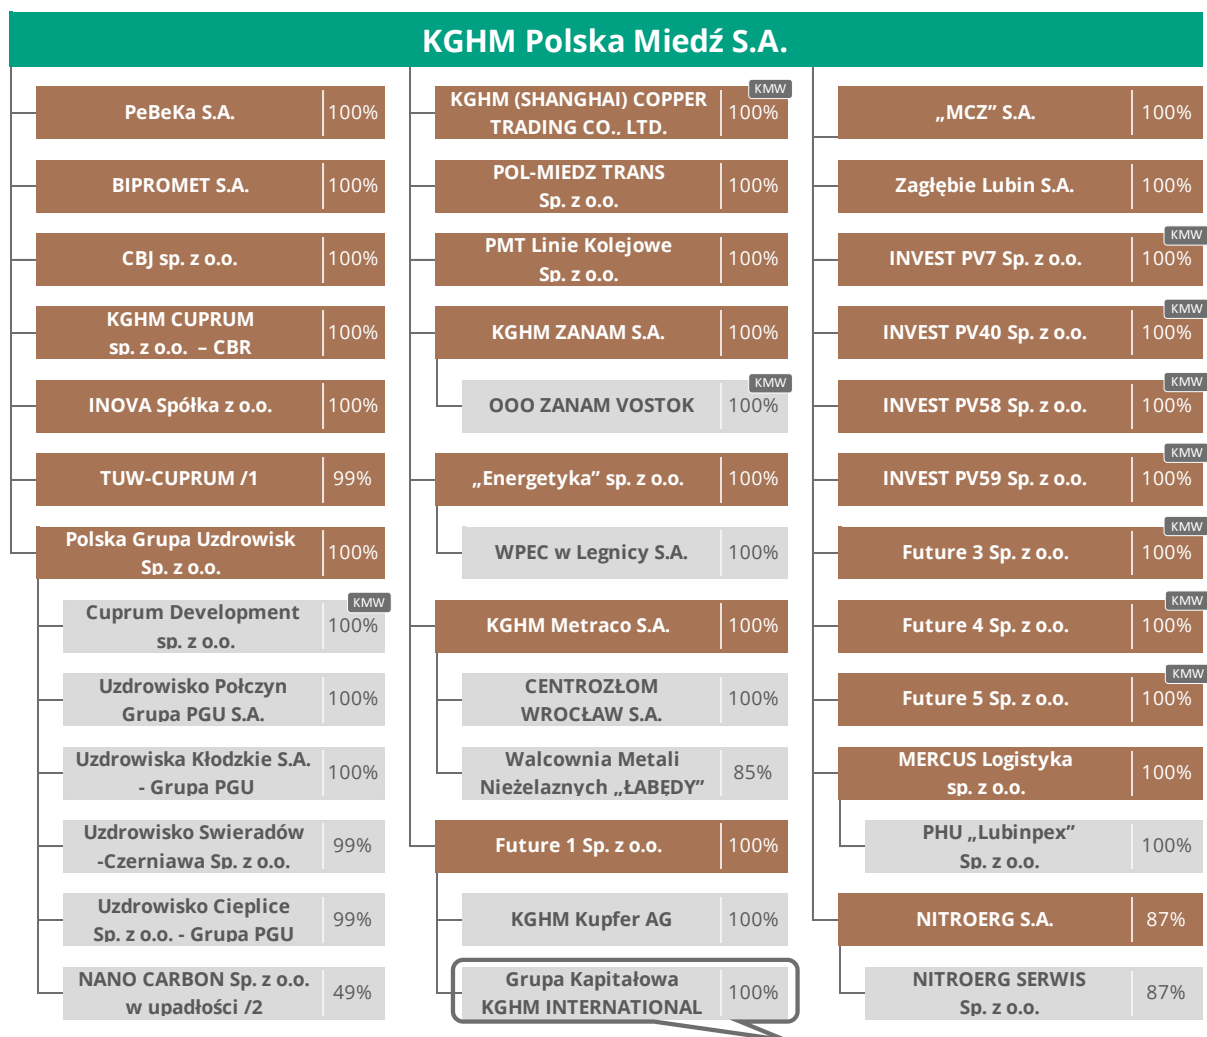 KGHM Polska Miedź S.A.
PeBeKa S.A. 100%
BIPROMET S.A. 100%
CBJ sp. z o.o. 100%
KGHM CUPRUM
sp. z o.o. – CBR 100%
INOVA Spółka z o.o. 100%
TUW-CUPRUM /1 99%
Polska Grupa Uzdrowisk
Sp. z o.o. 100%
KMW
Cuprum Development
sp. z o.o. 100%
Uzdrowisko Połczyn
Grupa PGU S.A. 100%
Uzdrowiska Kłodzkie S.A.
- Grupa PGU 100%
Uzdrowisko Swieradów
-Czerniawa Sp. z o.o. 99%
Uzdrowisko Cieplice
Sp. z o.o. - Grupa PGU 99%
NANO CARBON Sp. z o.o.
w upadłości /2 49%
KMW
KGHM (SHANGHAI) COPPER
TRADING CO., LTD. 100%
POL-MIEDZ TRANS
Sp. z o.o. 100%
PMT Linie Kolejowe
Sp. z o.o. 100%
KGHM ZANAM S.A. 100%
KMW
OOO ZANAM VOSTOK 100%
„Energetyka” sp. z o.o. 100%
WPEC w Legnicy S.A. 100%
KGHM Metraco S.A. 100%
CENTROZŁOM
WROCŁAW S.A. 100%
Walcownia Metali
Nieżelaznych „ŁABĘDY” 85%
Future 1 Sp. z o.o. 100%
KGHM Kupfer AG 100%
Grupa Kapitałowa
KGHM INTERNATIONAL 100%
„MCZ” S.A. 100%
Zagłębie Lubin S.A. 100%
KMW
INVEST PV7 Sp. z o.o. 100%
KMW
INVEST PV40 Sp. z o.o. 100%
KMW
INVEST PV58 Sp. z o.o. 100%
KMW
INVEST PV59 Sp. z o.o. 100%
KMW
Future 3 Sp. z o.o. 100%
KMW
Future 4 Sp. z o.o. 100%
KMW
Future 5 Sp. z o.o. 100%
MERCUS Logistyka
sp. z o.o. 100%
PHU „Lubinpex”
Sp. z o.o. 100%
NITROERG S.A. 87%
NITROERG SERWIS
Sp. z o.o. 87%